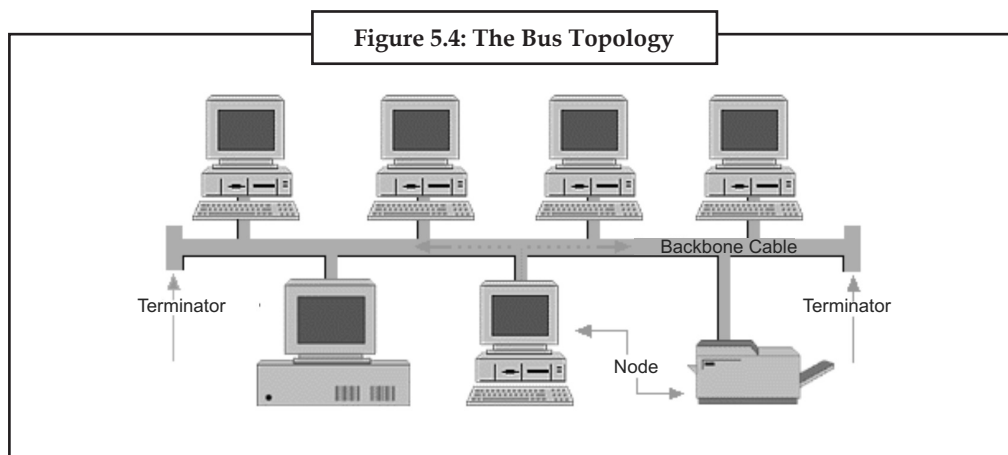 Figure 5.4: The Bus Topology
Backbone Cable
Terminator
Terminator
Node